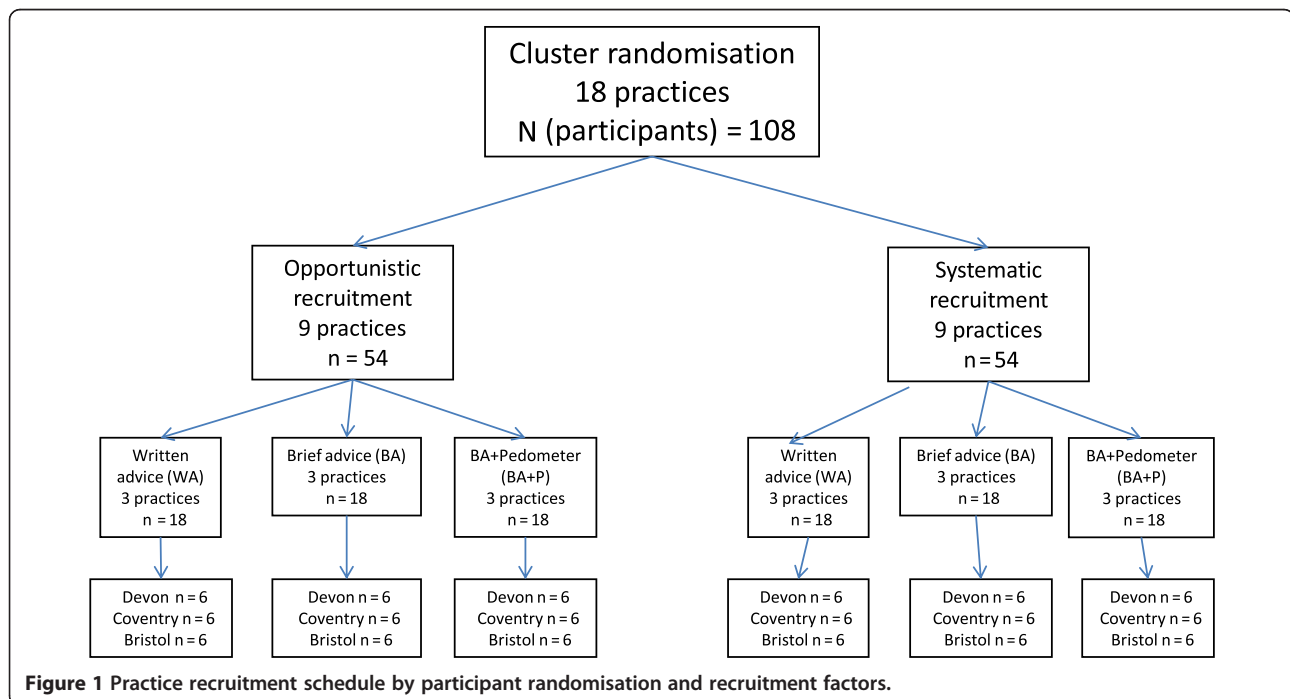 Cluster randomisation
18 practices
N (participants) = 108
Opportunistic
recruitment
9 practices
n = 54
Systematic
recruitment
9 practices
n = 54
Written
advice (WA)
3 practices
n = 18
Brief advice (BA)
3 practices
n = 18
BA+Pedometer
(BA+P)
3 practices
n = 18
Written
advice (WA)
3 practices
n = 18
Brief advice (BA)
3 practices
n = 18
BA+Pedometer
(BA+P)
3 practices
n = 18
Devon n = 6
Coventry n = 6
Bristol n = 6
Devon n = 6
Coventry n = 6
Bristol n = 6
Devon n = 6
Coventry n = 6
Bristol n = 6
Devon n = 6
Coventry n = 6
Bristol n = 6
Devon n = 6
Coventry n = 6
Bristol n = 6
Devon n = 6
Coventry n = 6
Bristol n = 6
Figure 1 Practice recruitment schedule by participant randomisation and recruitment factors.